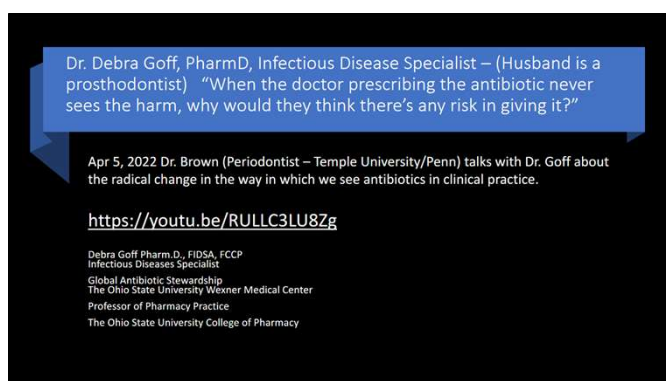 Dr. Debra Goff, PharmD, Infectious Disease Specialist – (Husband is a
prosthodontist)   “When the doctor prescribing the antibiotic never
sees the harm, why would they think there’s any risk in giving it?”
Apr 5, 2022 Dr. Brown (Periodontist – Temple University/Penn) talks with Dr. Goff about
the radical change in the way in which we see antibiotics in clinical practice.
https://youtu.be/RULLC3LU8Zg
Debra Goff Pharm.D., FIDSA, FCCP
Infectious Diseases Specialist
Global Antibiotic Stewardship
The Ohio State University Wexner Medical Center
Professor of Pharmacy Practice
The Ohio State University College of Pharmacy